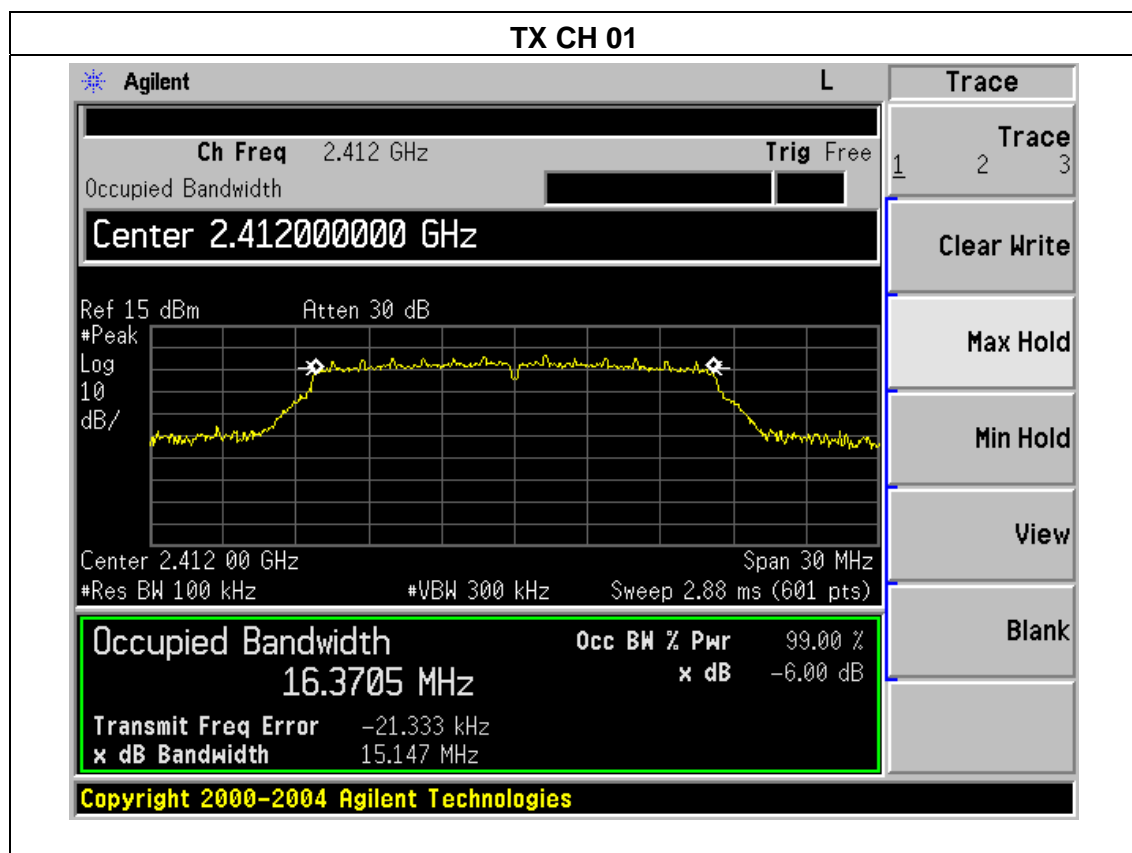 TX CH 01
Agilent L Trace
Ch Freq 2.412 GHz Trig Free
Occupied Bandwidth
Trace
1 2 3
Center 2.412000000 GHz
Clear Write
Ref 15 dBm Atten 30 dB
#Peak
Log
10
dB/
Max Hold
Min Hold
Center 2.412 00 GHz Span 30 MHz
#Res BW 100 kHz #VBW 300 kHz Sweep 2.88 ms (601 pts)
View
Occupied Bandwidth Occ BW % Pwr 99.00 %
16.3705 MHz x dB -6.00 dB
Blank
Transmit Freq Error -21.333 kHz
x dB Bandwidth 15.147 MHz
Copyright 2000-2004 Agilent Technologies